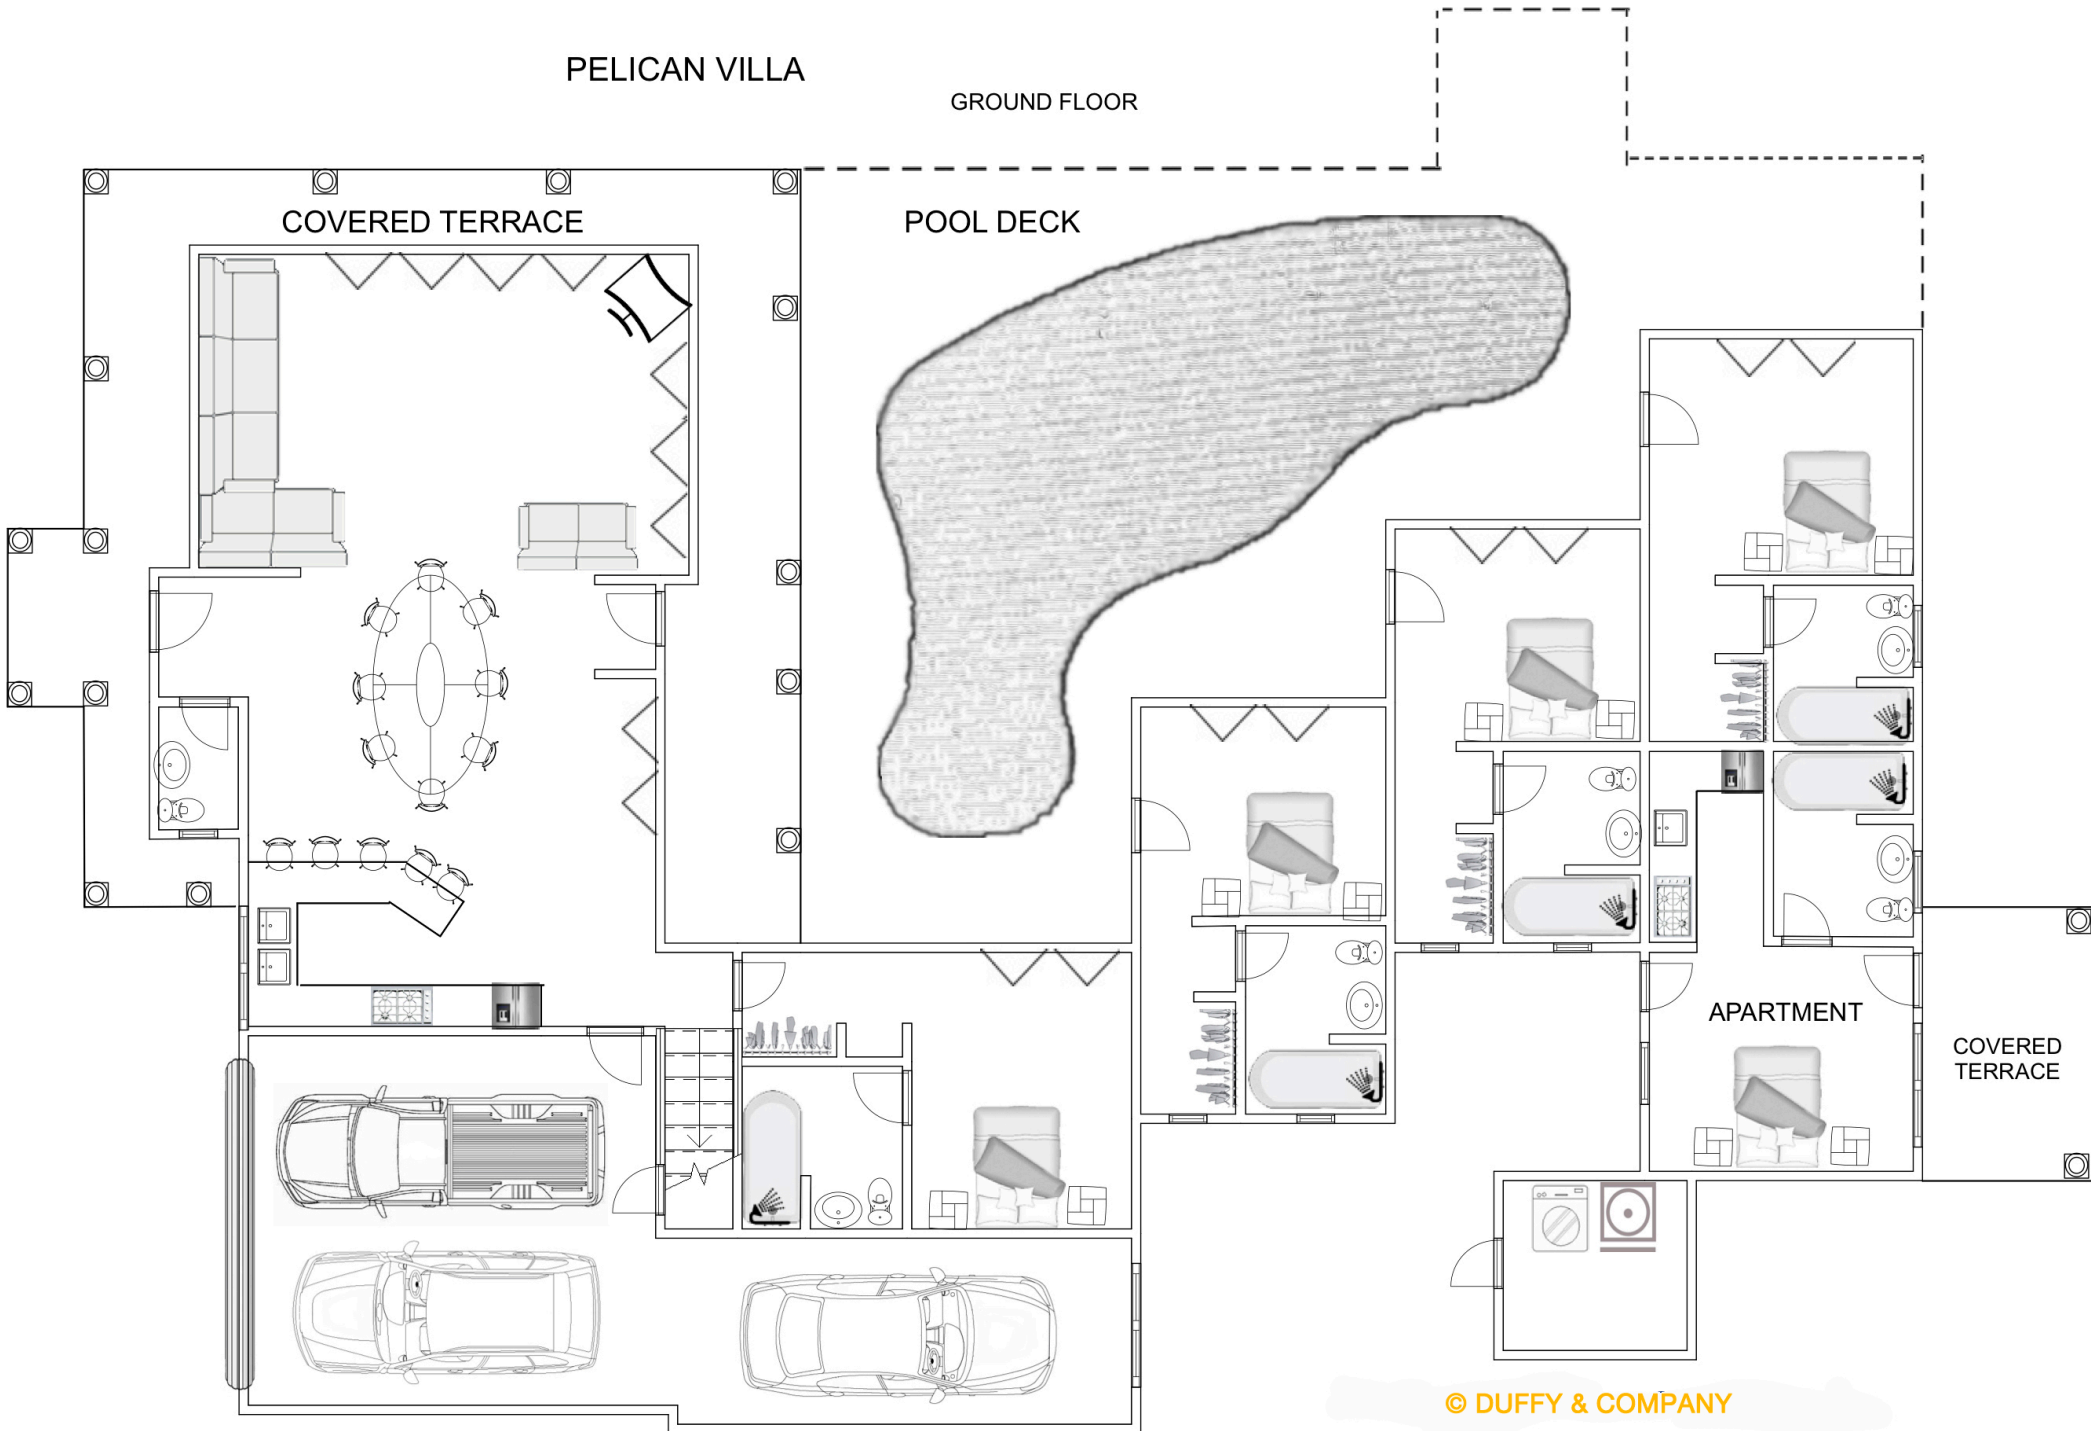 PELICAN VILLA
GROUND FLOOR
COVERED TERRACE
POOL DECK
APARTMENT
COVERED
TERRACE
© DUFFY & COMPANY